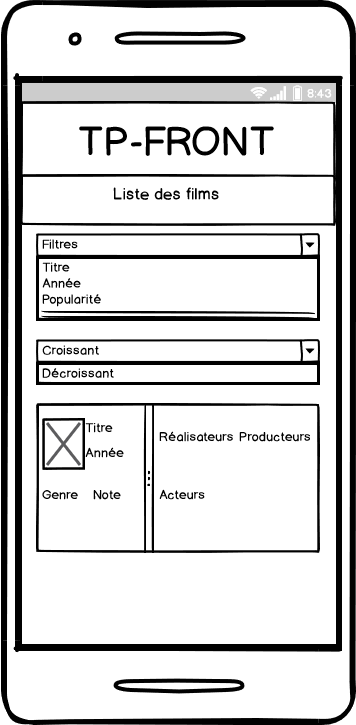 8:43
TP-FRONT
Liste des films
Filtres
Titre
Année
Popularité
Croissant
Décroissant
Titre
Année
Genre Note
Réalisateurs Producteurs
Acteurs